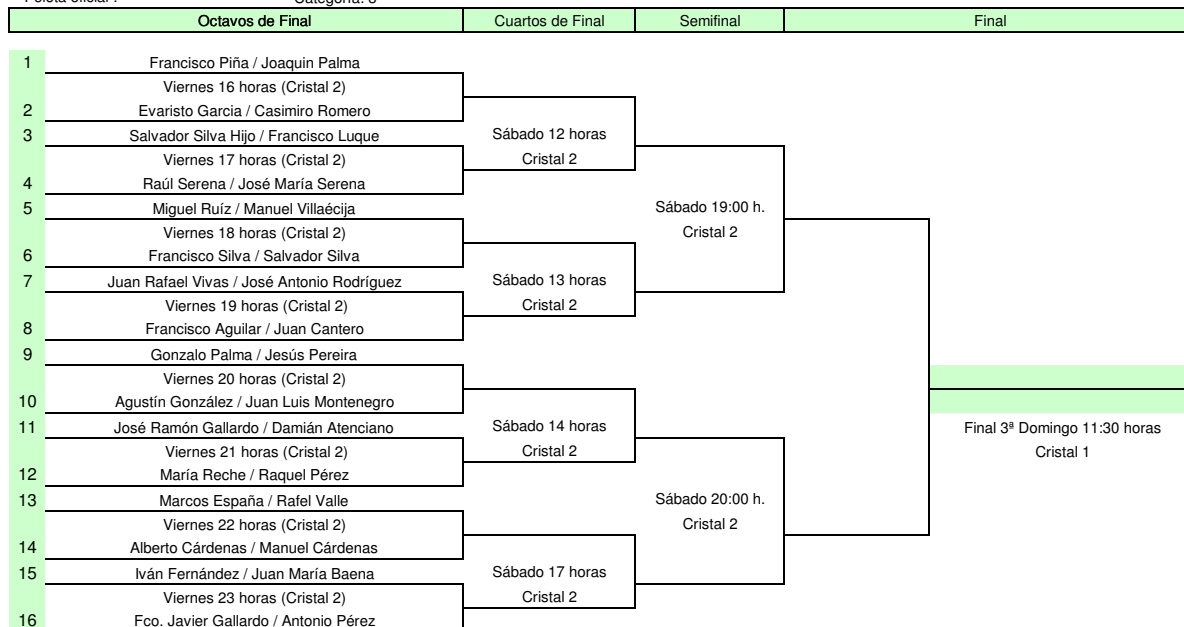 Octavos de Final Cuartos de Final Semifinal Final
1 Francisco Piña / Joaquin Palma
Viernes 16 horas (Cristal 2)
2 Evaristo Garcia / Casimiro Romero
3 Salvador Silva Hijo / Francisco Luque Sábado 12 horas
Viernes 17 horas (Cristal 2) Cristal 2
4 Raúl Serena / José María Serena
5 Miguel Ruíz / Manuel Villaécija Sábado 19:00 h.
Viernes 18 horas (Cristal 2) Cristal 2
6 Francisco Silva / Salvador Silva
7 Juan Rafael Vivas / José Antonio Rodríguez Sábado 13 horas
Viernes 19 horas (Cristal 2) Cristal 2
8 Francisco Aguilar / Juan Cantero
9 Gonzalo Palma / Jesús Pereira
Viernes 20 horas (Cristal 2)
10 Agustín González / Juan Luis Montenegro
11 José Ramón Gallardo / Damián Atenciano Sábado 14 horas Final 3ª Domingo 11:30 horas
Viernes 21 horas (Cristal 2) Cristal 2 Cristal 1
12 María Reche / Raquel Pérez
13 Marcos España / Rafel Valle Sábado 20:00 h.
Viernes 22 horas (Cristal 2) Cristal 2
14 Alberto Cárdenas / Manuel Cárdenas
15 Iván Fernández / Juan María Baena Sábado 17 horas
Viernes 23 horas (Cristal 2) Cristal 2
16 Fco. Javier Gallardo / Antonio Pérez